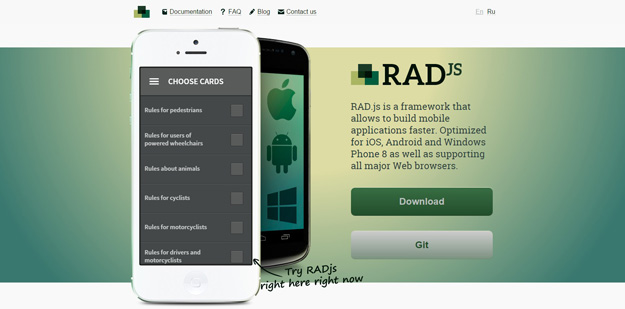 Documentation
FAQ
Blog
Contact us
En
Ru
CHOOSE CARDS
Rules for pedestrians
Rules for users of
powered wheelchairs
Rules about animals
Rules for cyclists
Rules for motorcyclists
Rules for drivers and
motorcyclists
Try RADjs
right here right now
RADJS
RAD.js is a framework that
allows to build mobile
applications faster. Optimized
for iOS, Android and Windows
Phone 8 as well as supporting
all major Web browsers.
Download
Git